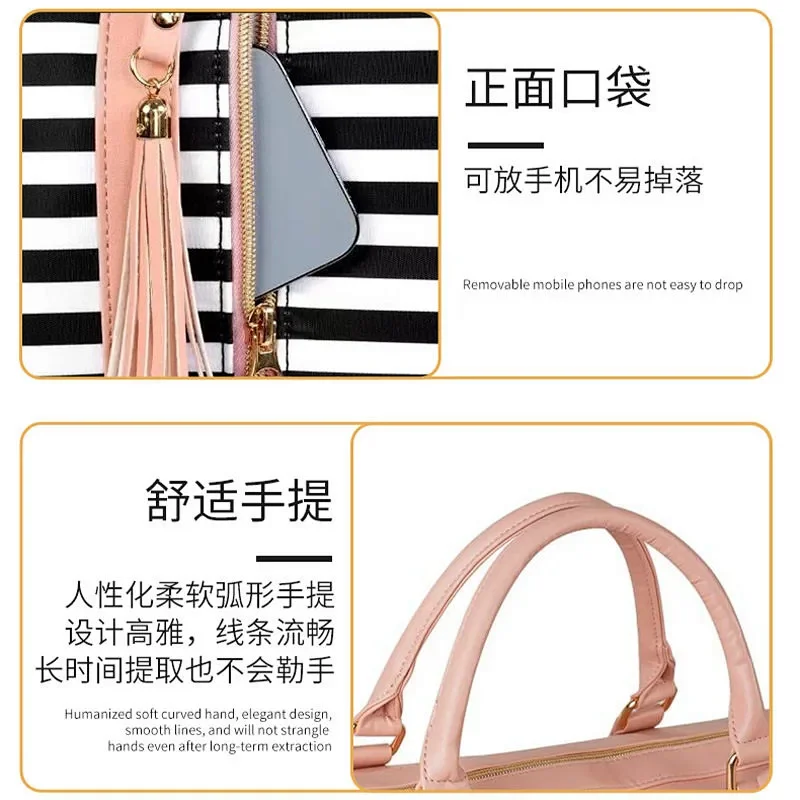 正面口袋
可放手机不易掉落
Removable mobile phones are not easy to drop
舒适手提
人性化柔软弧形手提
设计高雅，线条流畅
长时间提取也不会勒手
Humanized soft curved hand, elegant design,
smooth lines, and will not strangle
hands even after long-term extraction